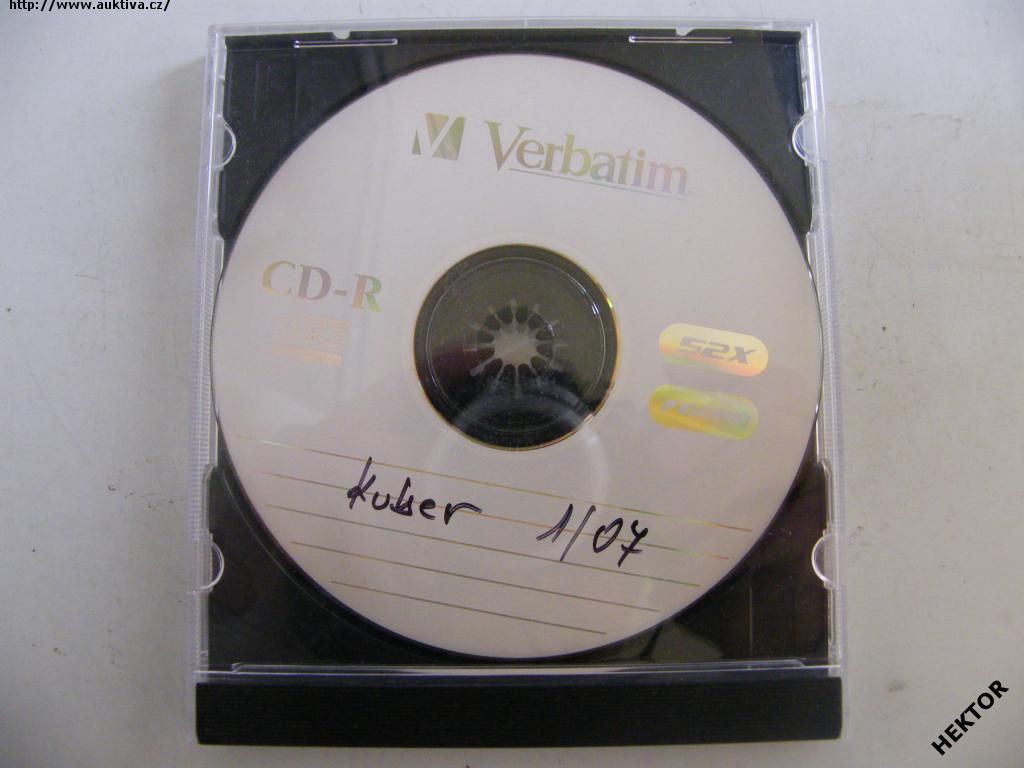 http://www.auktiva.cz/
Verbatim
CD-R
52X
Kuber 1/07
HEKTOR